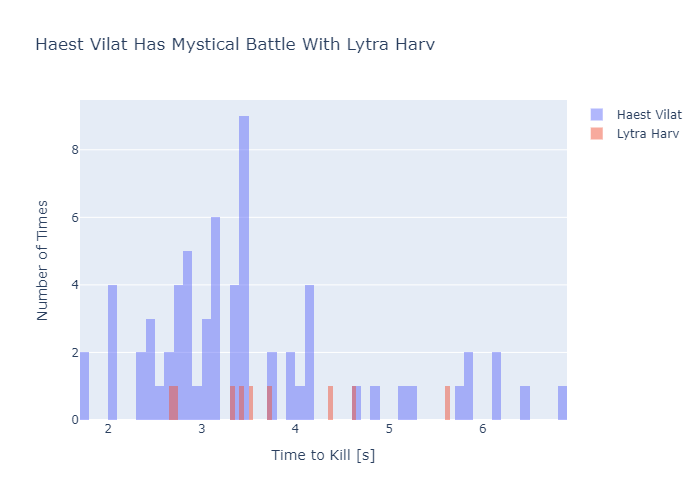 Haest Vilat Has Mystical Battle With Lytra Harv
Haest Vilat
Lytra Harv
Number of Times
8
6
4
2
0
2
3
4
5
6
Time to Kill [s]